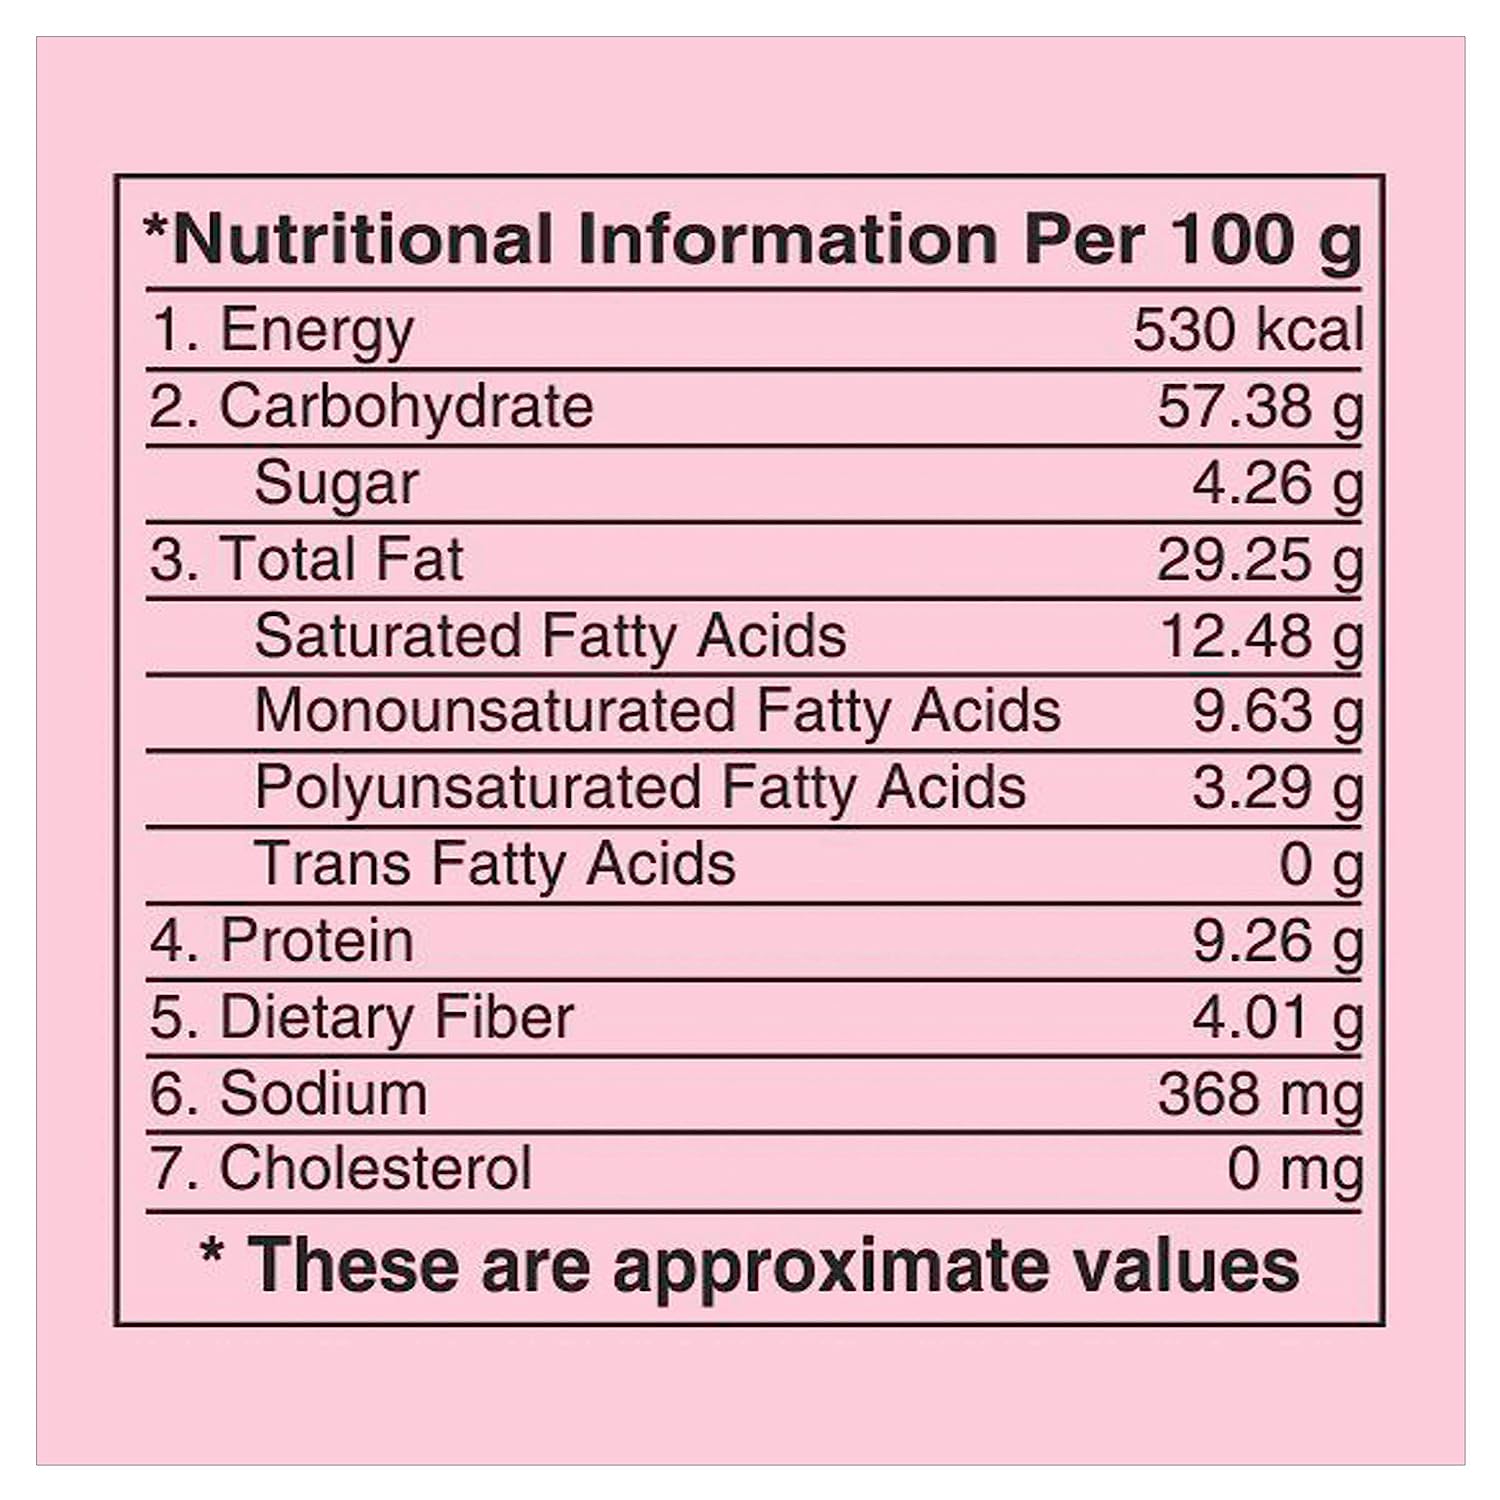 *Nutritional Information Per 100 g
1. Energy 530 kcal
2. Carbohydrate 57.38 g
Sugar 4.26 g
3. Total Fat 29.25 g
Saturated Fatty Acids 12.48 g
Monounsaturated Fatty Acids 9.63 g
Polyunsaturated Fatty Acids 3.29 g
Trans Fatty Acids 0 g
4. Protein 9.26 g
5. Dietary Fiber 4.01 g
6. Sodium 368 mg
7. Cholesterol 0 mg
* These are approximate values